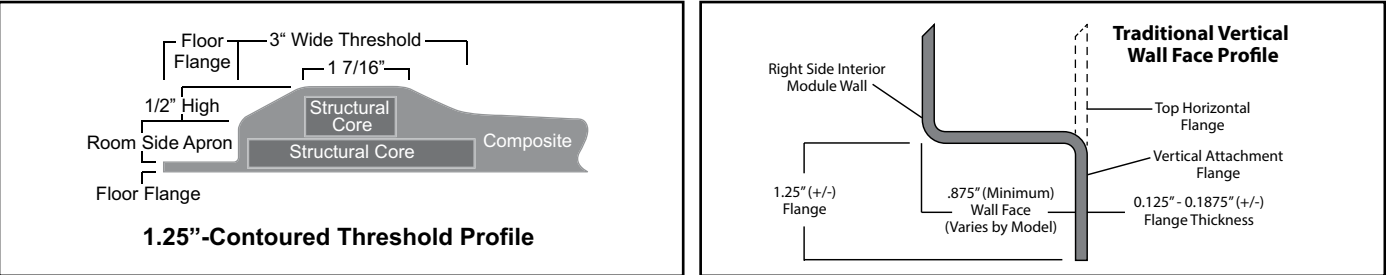 Floor
Flange
3“ Wide Threshold
1 7/16”
1/2” High
Room Side Apron
Floor Flange
Structural
Core
Structural Core
Composite
1.25”-Contoured Threshold Profile
Traditional Vertical
Wall Face Profile
Right Side Interior
Module Wall
Top Horizontal
Flange
Vertical Attachment
Flange
1.25” (+/-)
Flange
.875” (Minimum)
Wall Face
(Varies by Model)
0.125” - 0.1875” (+/-)
Flange Thickness